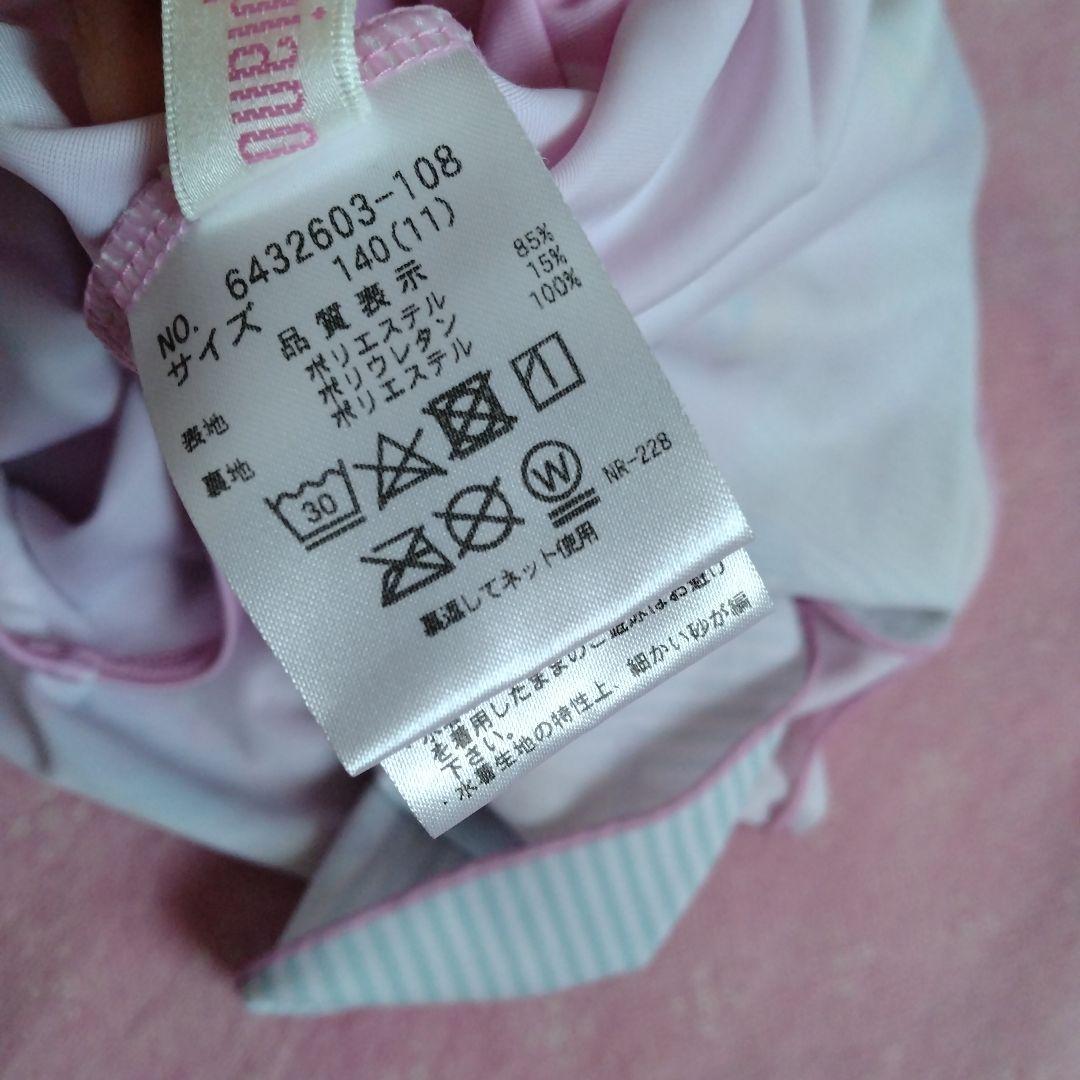 NO. 6432603-108
サイズ 140(11)
品質表示
表地 ポリエステル 85%
ポリウレタン 15%
裏地 ポリエステル 100%
30
W
NR-228
裏返してネット使用
を着用したままのご
下さい。
・水着生地の特性上、細かい砂が編